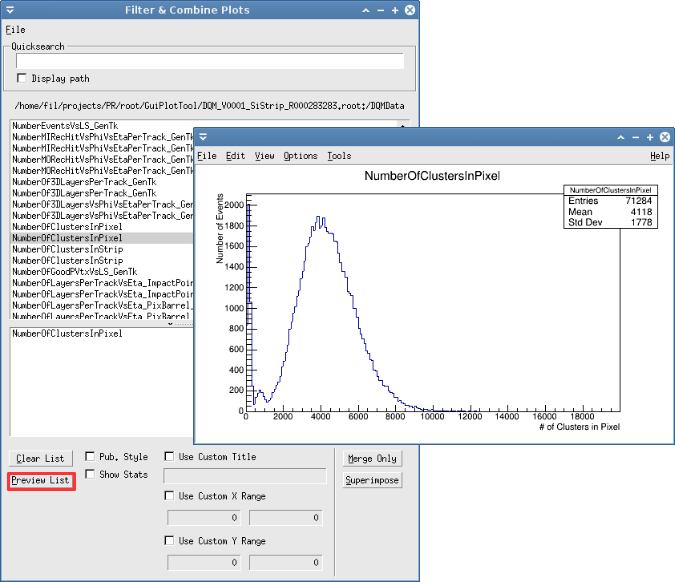 Filter & Combine Plots
File
Quicksearch
Display path
/home/fil/projects/PR/root/GuiPlotTool/DQM_V0001_SiStrip_R000283283.root:/DQMData
NumberEventsVsLS_GenTk
NumberMIRecHitVsPhiVsEtaPerTrack_GenTk
NumberMIRecHitVsPhiVsEtaPerTrack_GenTk
NumberMORecHitVsPhiVsEtaPerTrack_GenTk
NumberMORecHitVsPhiVsEtaPerTrack_GenTk
NumberOf3DLayersPerTrack_GenTk
NumberOf3DLayersPerTrack_GenTk
NumberOf3DLayersVsPhiVsEtaPerTrack_Gen
NumberOf3DLayersVsPhiVsEtaPerTrack_Gen
NumberOfClustersInPixel
NumberOfClustersInPixel
NumberOfClustersInStrip
NumberOfClustersInStrip
NumberOfGoodPVtxVsLS_GenTk
NumberOfLayersPerTrackVsEta_ImpactPoin
NumberOfLayersPerTrackVsEta_ImpactPoin
NumberOfLayersPerTrackVsEta_PixBarrel_
NumberOfLayersPerTrackVsEta_PixBarrel
NumberOfClustersInPixel
File Edit View Options Tools Help
NumberOfClustersInPixel
NumberOfClustersInPixel
Entries 71284
Mean 4118
Std Dev 1778
Number of Events
2000
1800
1600
1400
1200
1000
800
600
400
200
0
0 2000 4000 6000 8000 10000 12000 14000 16000 18000
# of Clusters in Pixel
Clear List Pub. Style Use Custom Title Merge Only
Preview List Show Stats Superimpose
Use Custom X Range
0 0
Use Custom Y Range
0 0